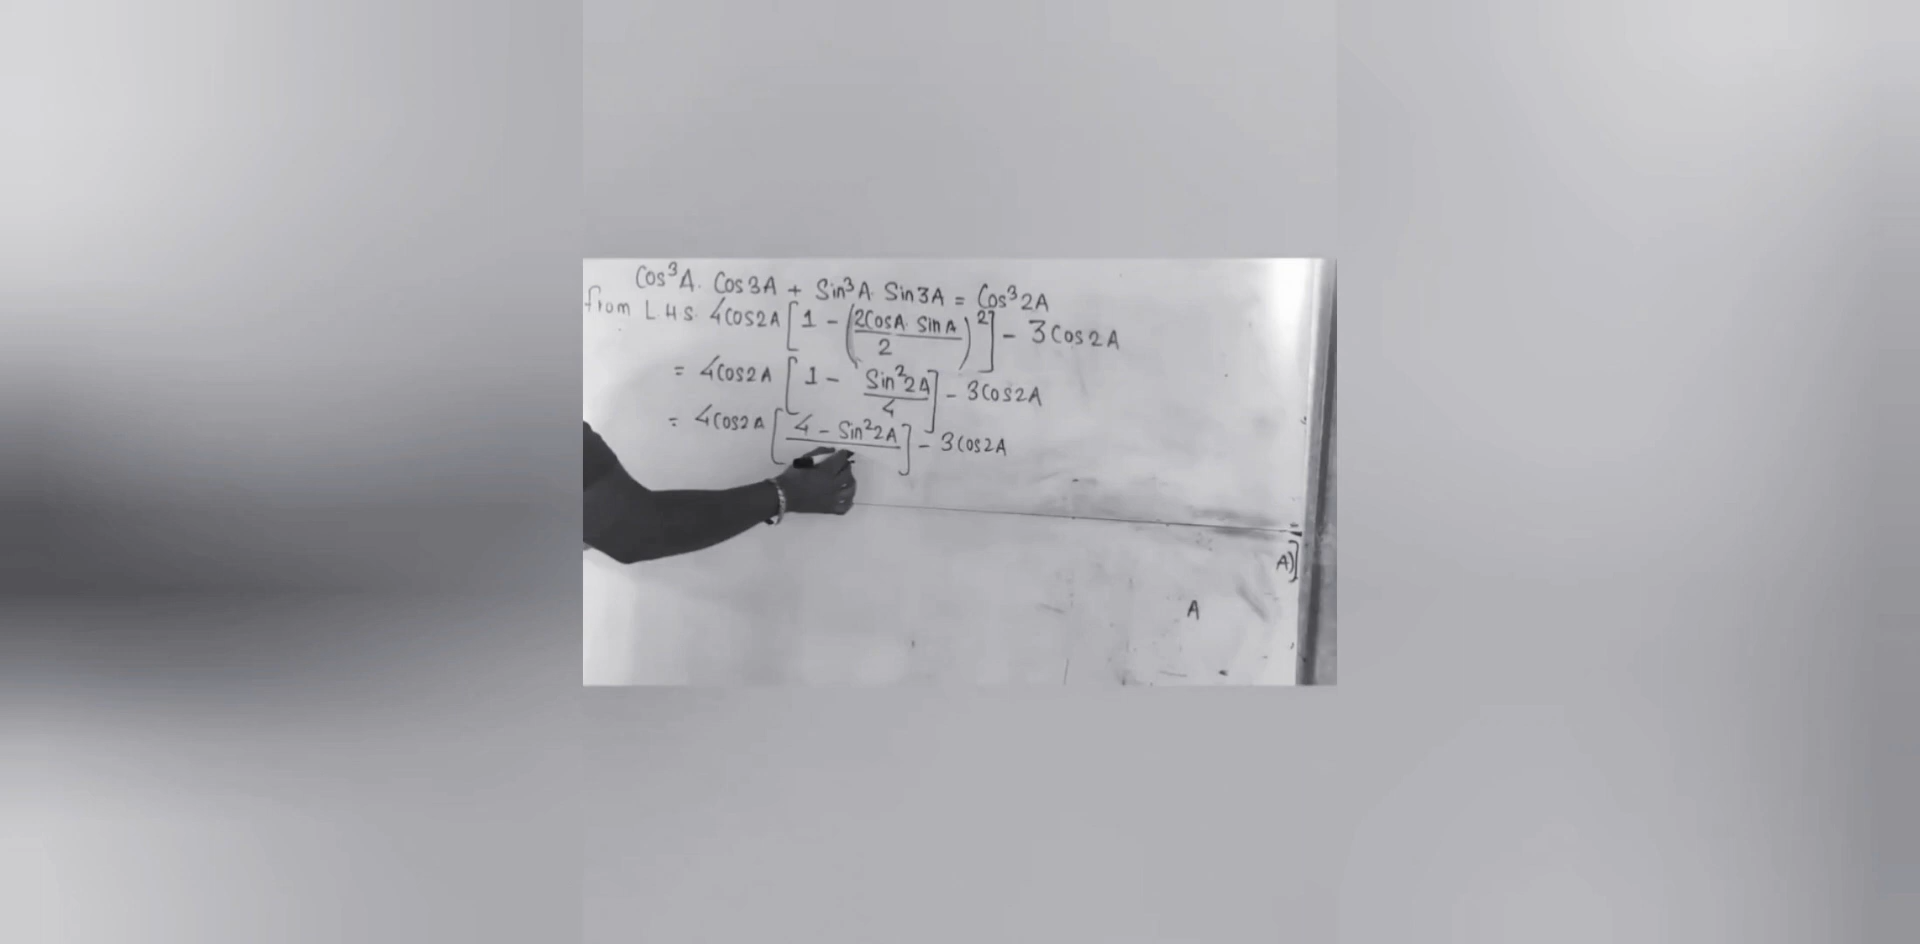 Cos³A. Cos3A + Sin³A. Sin3A = Cos³2A
from L.H.S. 4Cos2A [1 - (2CosA. SinA / 2)²] - 3Cos2A
= 4Cos2A [1 - Sin²2A / 4] - 3Cos2A
= 4Cos2A [4 - Sin²2A /] - 3Cos2A
A)]
A